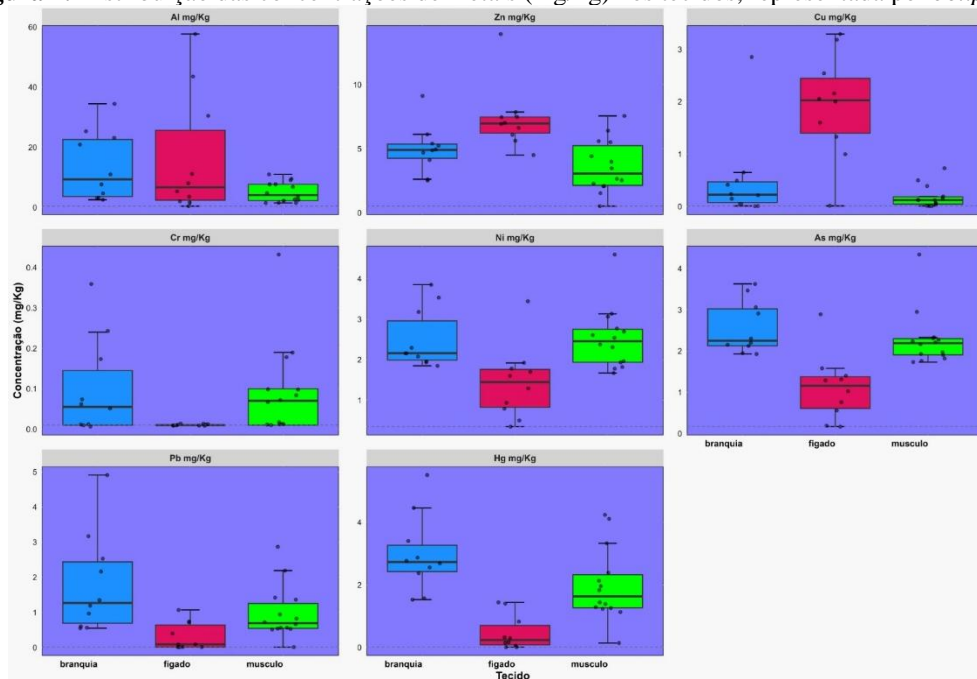 Al mg/Kg
Zn mg/Kg
Cu mg/Kg
60
40
20
0
10
5
0
3
2
1
0
Cr mg/Kg
Ni mg/Kg
As mg/Kg
0.4
0.3
0.2
0.1
0.0
4
3
2
1
4
3
2
1
0
Concentração (mg/Kg)
branquia
figado
musculo
Pb mg/Kg
Hg mg/Kg
5
4
3
2
1
0
4
2
0
branquia
figado
musculo
branquia
figado
musculo
Tecido